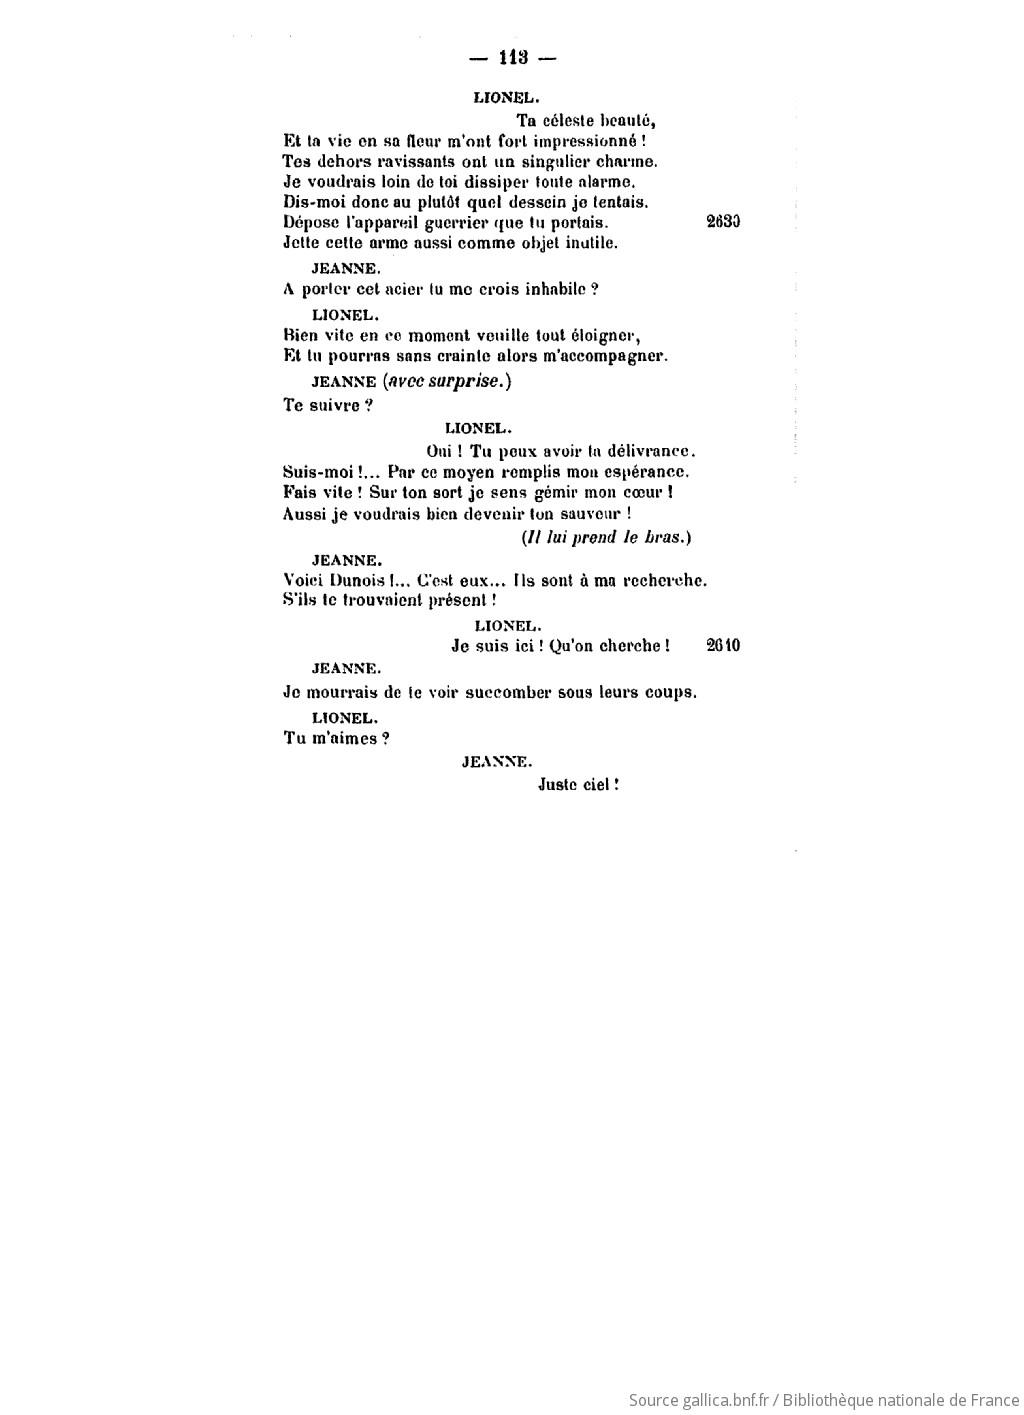 — 113 —
LIONEL.
Ta céleste beauté,
Et ta vie en sa fleur m'ont fort impressionné !
Tes dehors ravissants ont un singulier charme.
Je voudrais loin de toi dissiper toute alarme.
Dis-moi donc au plutôt quel dessein je tentais.
Dépose l'appareil guerrier que tu portais. 2630
Jette cette arme aussi comme objet inutile.
JEANNE.
A porter cet acier tu me crois inhabile ?
LIONEL.
Bien vite en ce moment veuille tout éloigner,
Et tu pourras sans crainte alors m'accompagner.
JEANNE (avec surprise.)
Te suivre ?
LIONEL.
Oui ! Tu peux avoir ta délivrance.
Suis-moi !... Par ce moyen remplis mon espérance.
Fais vite ! Sur ton sort je sens gémir mon cœur !
Aussi je voudrais bien devenir ton sauveur !
(Il lui prend le bras.)
JEANNE.
Voici Dunois !... C'est eux... Ils sont à ma recherche.
S'ils te trouvaient présent !
LIONEL.
Je suis ici ! Qu'on cherche ! 2640
JEANNE.
Je mourrais de te voir succomber sous leurs coups.
LIONEL.
Tu m'aimes ?
JEANNE.
Juste ciel !
Source gallica.bnf.fr / Bibliothèque nationale de France